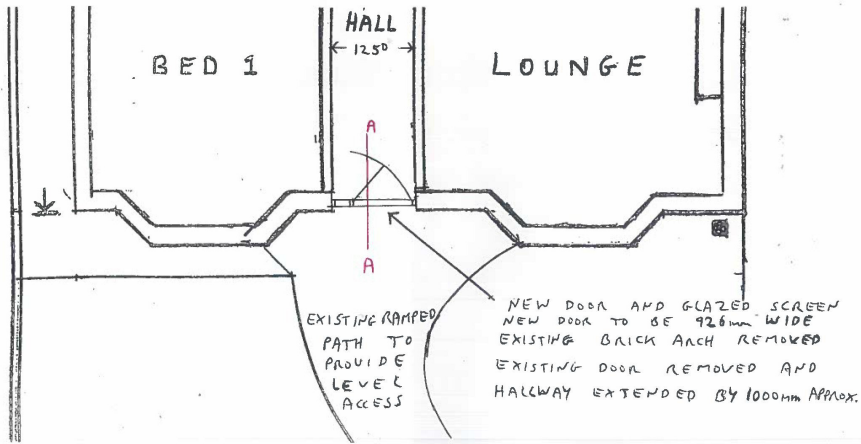 HALL
1250
BED 1
LOUNGE
A
A
EXISTING RAMPED
PATH TO
PROVIDE
LEVEL
ACCESS
NEW DOOR AND GLAZED SCREEN
NEW DOOR TO BE 926mm WIDE
EXISTING BRICK ARCH REMOVED
EXISTING DOOR REMOVED AND
HALLWAY EXTENDED BY 1000mm APPROX.